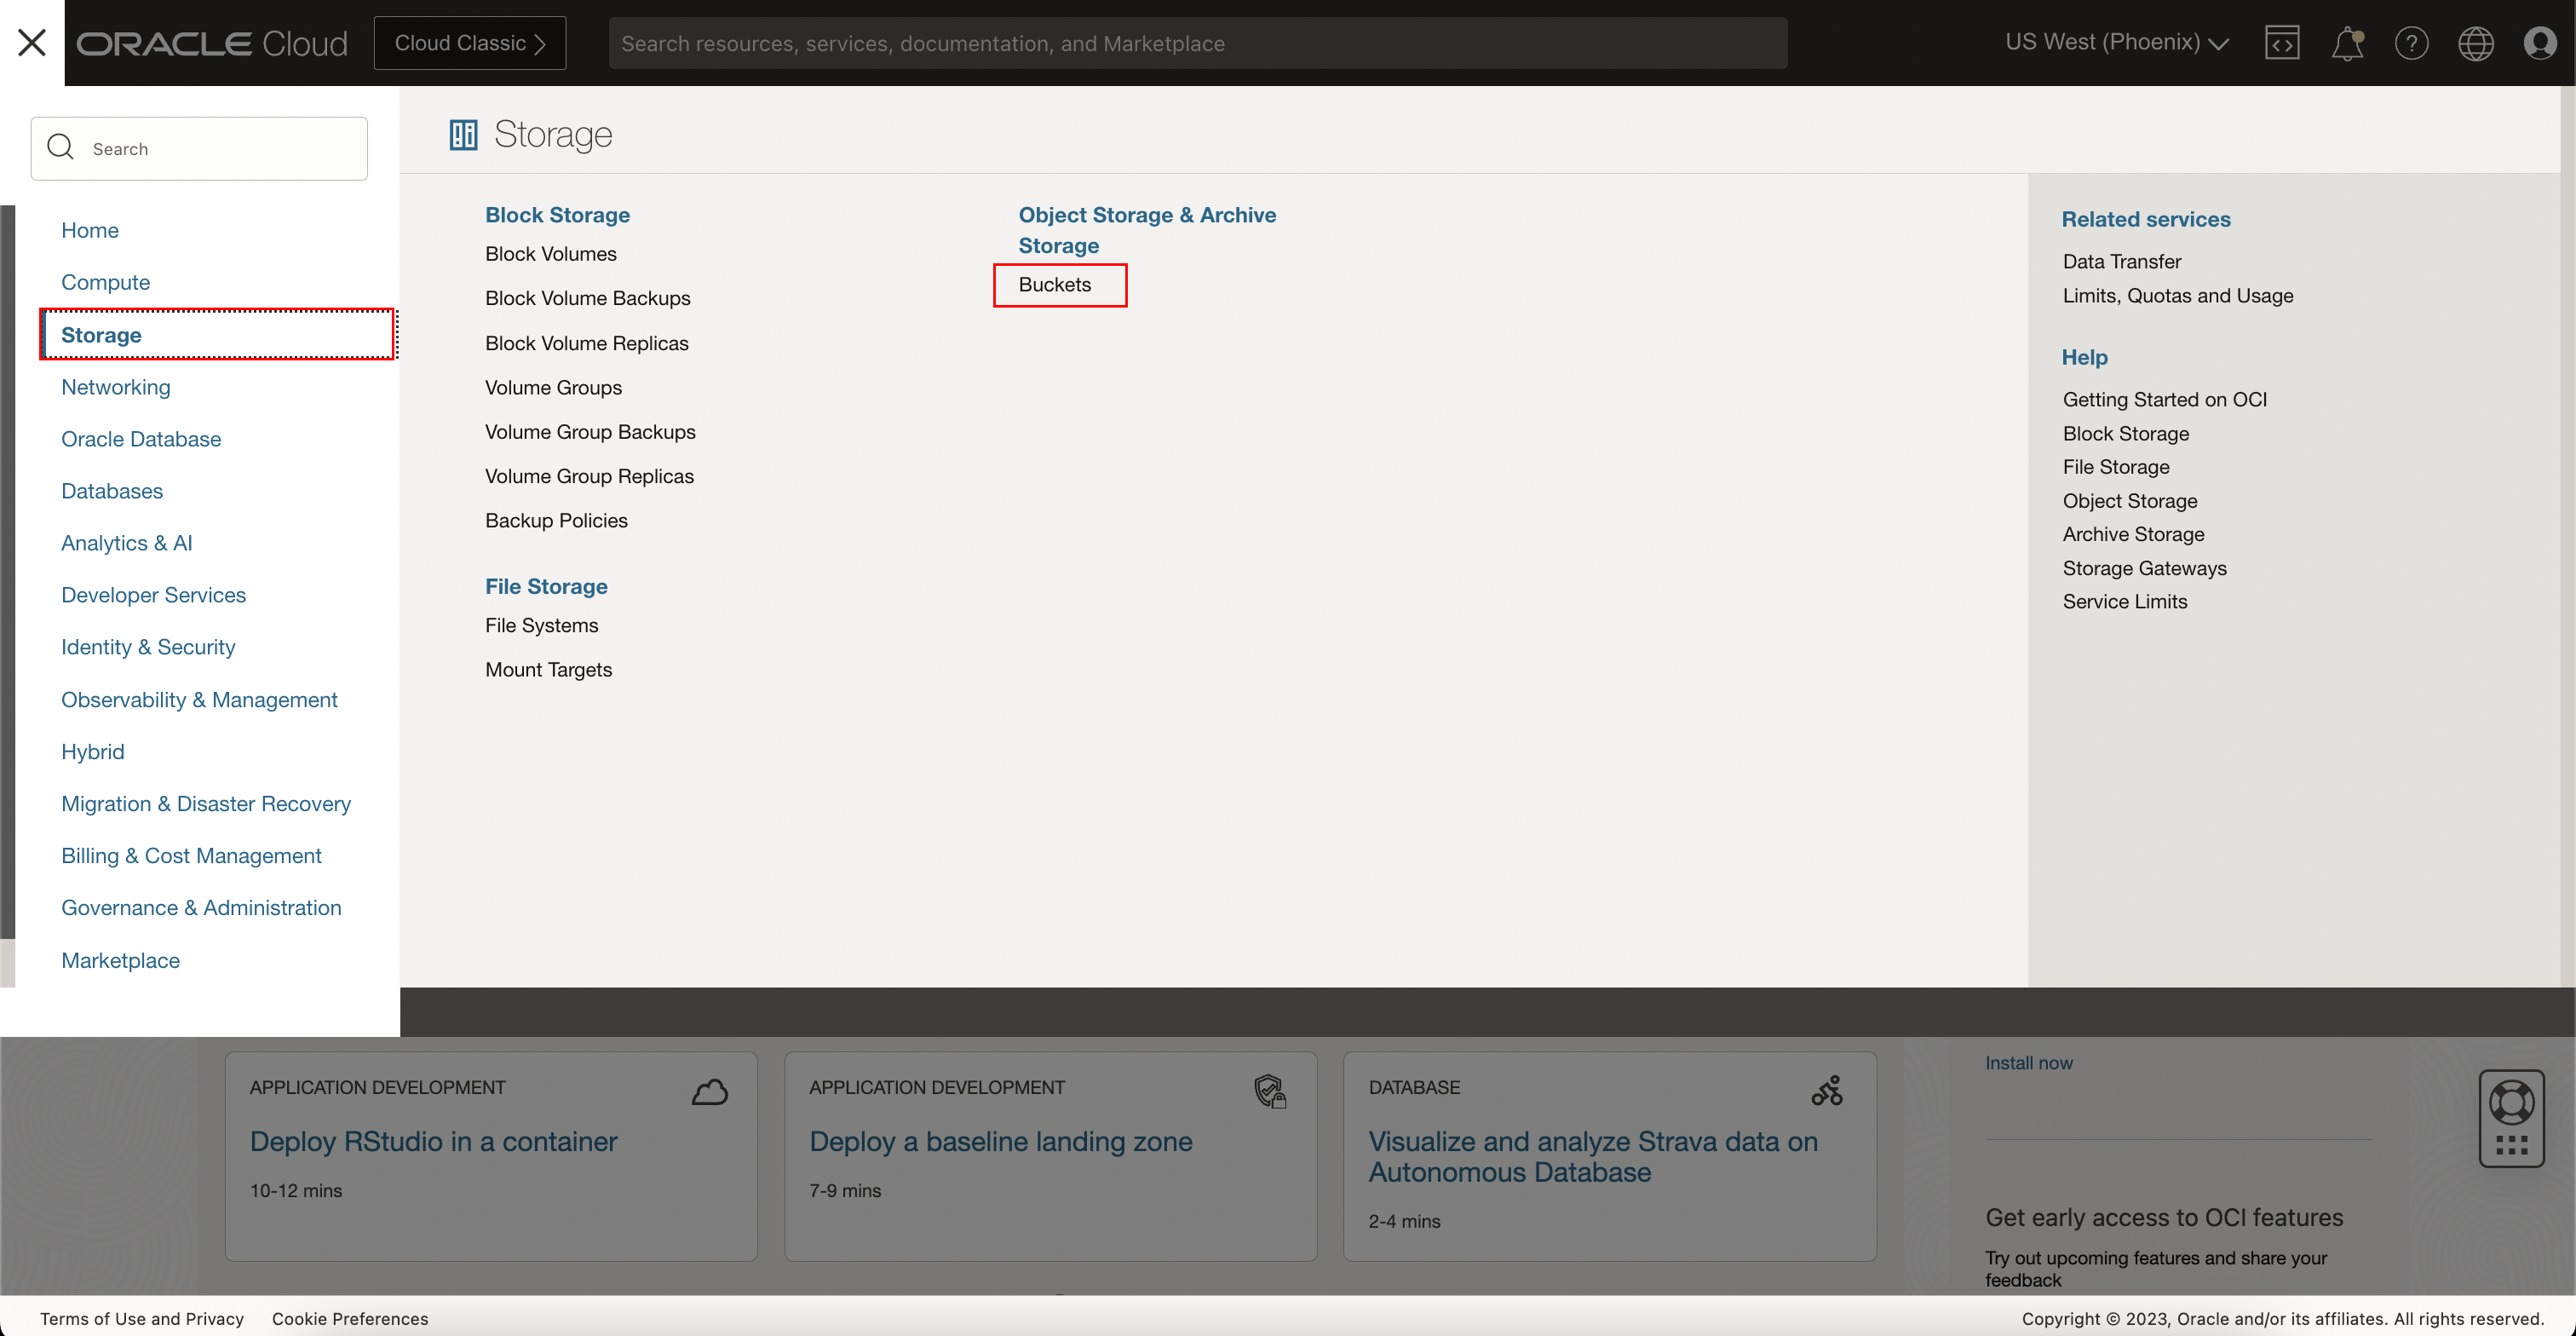 ORACLE Cloud
Cloud Classic
Search resources, services, documentation, and Marketplace
US West (Phoenix)
Search
Home
Compute
Storage
Networking
Oracle Database
Databases
Analytics & AI
Developer Services
Identity & Security
Observability & Management
Hybrid
Migration & Disaster Recovery
Billing & Cost Management
Governance & Administration
Marketplace
Storage
Block Storage
Block Volumes
Block Volume Backups
Block Volume Replicas
Volume Groups
Volume Group Backups
Volume Group Replicas
Backup Policies
File Storage
File Systems
Mount Targets
Object Storage & Archive
Storage
Buckets
Related services
Data Transfer
Limits, Quotas and Usage
Help
Getting Started on OCI
Block Storage
File Storage
Object Storage
Archive Storage
Storage Gateways
Service Limits
APPLICATION DEVELOPMENT
Deploy RStudio in a container
10-12 mins
APPLICATION DEVELOPMENT
Deploy a baseline landing zone
7-9 mins
DATABASE
Visualize and analyze Strava data on
Autonomous Database
2-4 mins
Install now
Get early access to OCI features
Try out upcoming features and share your
feedback
Terms of Use and Privacy
Cookie Preferences
Copyright © 2023, Oracle and/or its affiliates. All rights reserved.